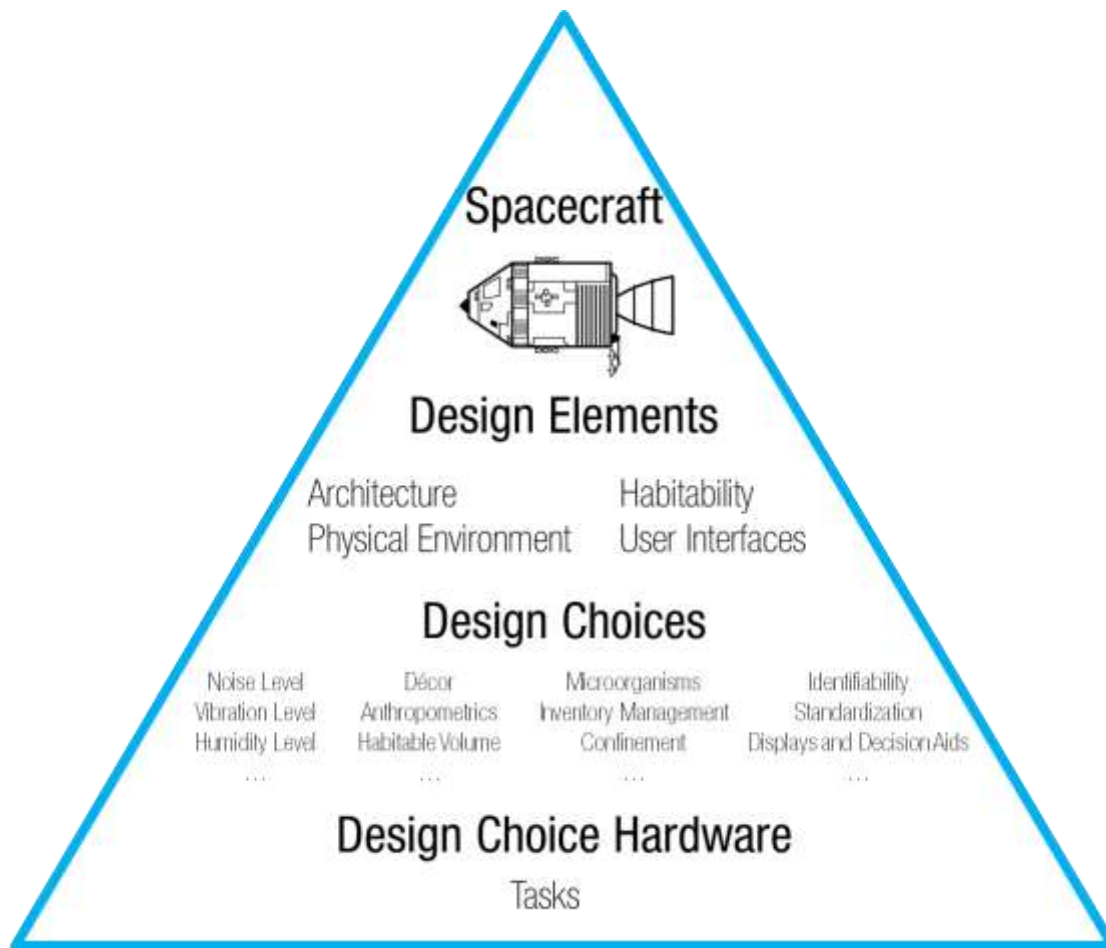 Spacecraft
Design Elements
Architecture Habitability
Physical Environment User Interfaces
Design Choices
Noise Level Décor Microorganisms Identifiability
Vibration Level Anthropometrics Inventory Management Standardization
Humidity Level Habitable Volume Confinement Displays and Decision Aids
... ... ... ...
Design Choice Hardware
Tasks